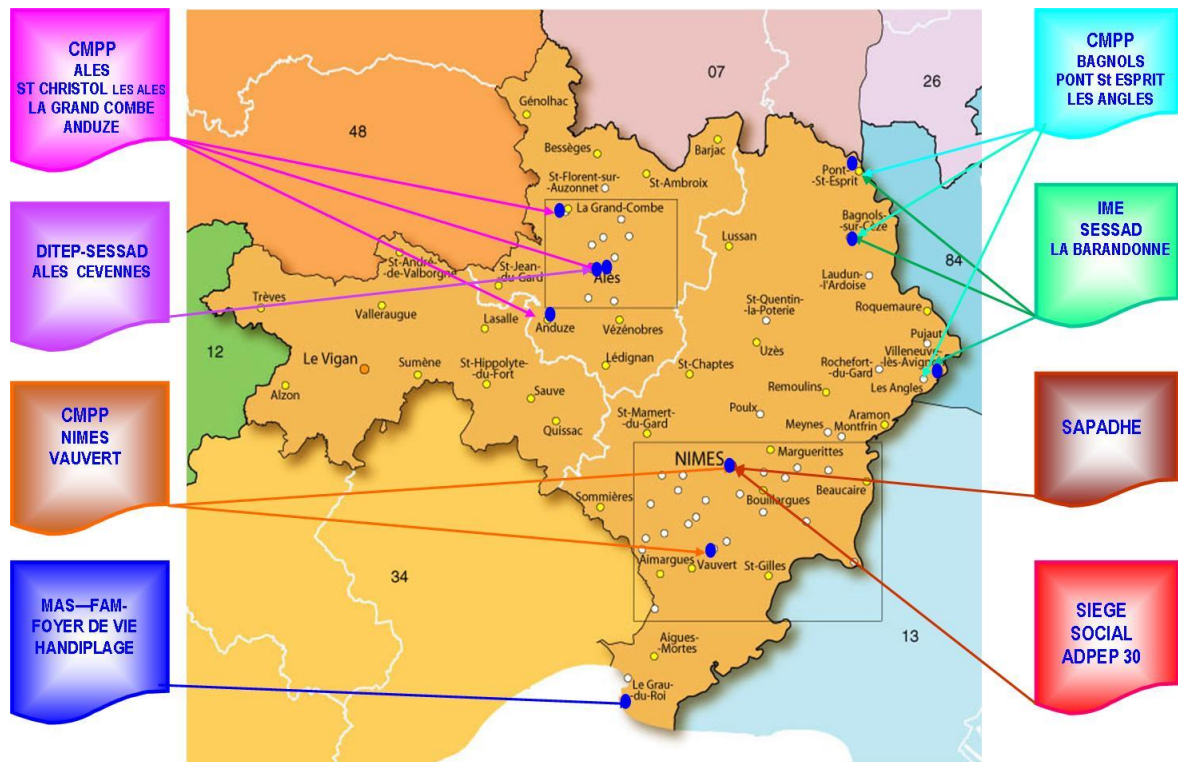 CMPP
ALES
ST CHRISTOL LES ALES
LA GRAND COMBE
ANDUZE
DITEP-SESSAD
ALES CEVENNES
CMPP
NIMES
VAUVERT
MAS—FAM-
FOYER DE VIE
HANDIPLAGE
CMPP
BAGNOLS
PONT St ESPRIT
LES ANGLES
IME
SESSAD
LA BARANDONNE
SAPADHE
SIEGE
SOCIAL
ADPEP 30
07
26
48
84
12
34
13
Génolhac
Bessèges
Barjac
St-Florent-sur-
-Auzonnet
St-Ambroix
Pont-
-St-Esprit
La Grand-Combe
Bagnols-
-sur-Cèze
Lussan
St-André-
-de-Valborgne
St-Jean-
-du-Gard
Alès
Laudun-
-l'Ardoise
Trèves
Valleraugue
Lasalle
Anduze
Vézénobres
St-Quentin-
-la-Poterie
Roquemaure
Pujaut
Uzès
Villeneuve-
-lès-Avignon
Le Vigan
Sumène
St-Hippolyte-
-du-Fort
Lédignan
St-Chaptes
Rochefort-
-du-Gard
Les Angles
Alzon
Sauve
Remoulins
Quissac
St-Mamert-
-du-Gard
Poulx
Meynes
Aramon
Montfrin
NIMES
Marguerittes
Sommières
Bouillargues
Beaucaire
Aimargues
Vauvert
St-Gilles
Aigues-
-Mortes
Le Grau-
-du-Roi